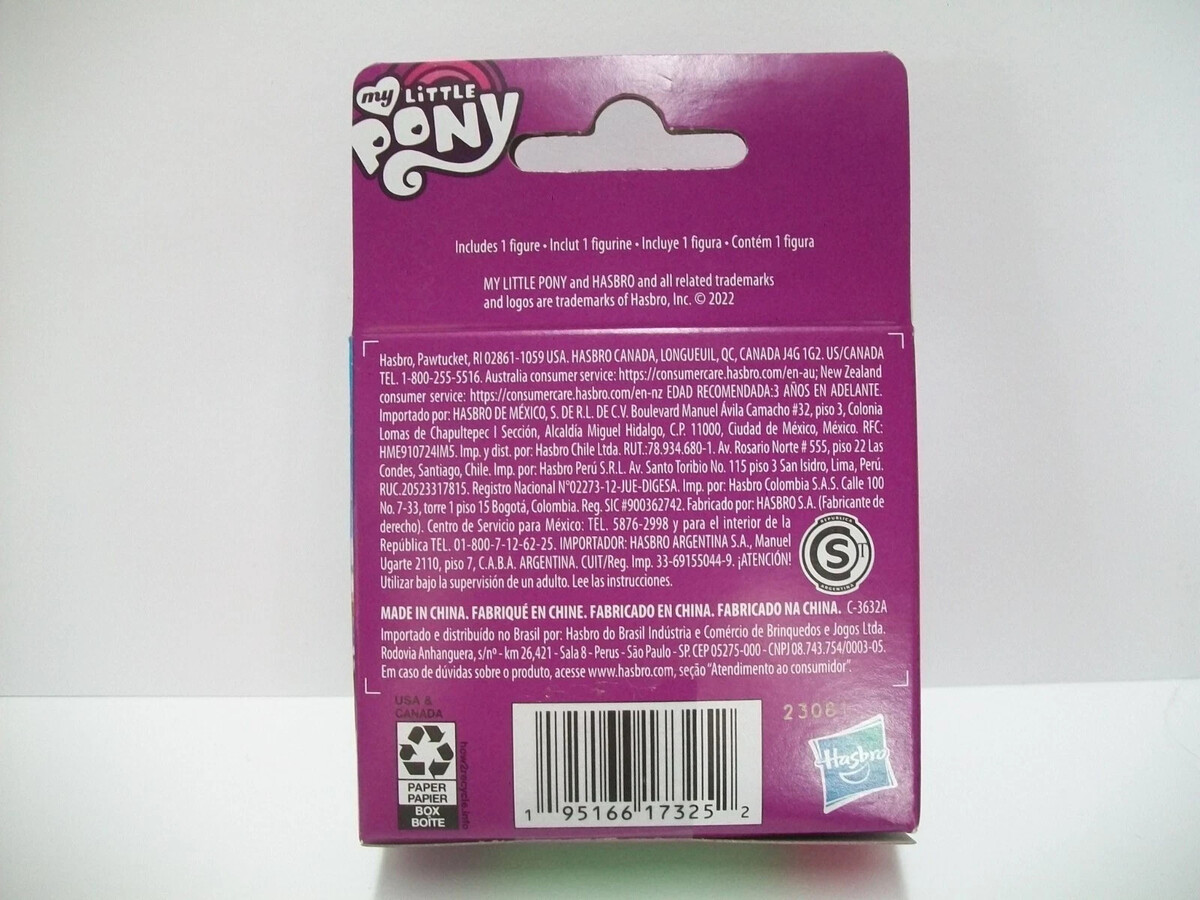 my LiTTLE
PONY
Includes 1 figure • Inclut 1 figurine • Incluye 1 figura • Contém 1 figura
MY LITTLE PONY and HASBRO and all related trademarks
and logos are trademarks of Hasbro, Inc. © 2022
Hasbro, Pawtucket, RI 02861-1059 USA. HASBRO CANADA, LONGUEUIL, QC, CANADA J4G 1G2. US/CANADA
TEL. 1-800-255-5516. Australia consumer service: https://consumercare.hasbro.com/en-au; New Zealand
consumer service: https://consumercare.hasbro.com/en-nz EDAD RECOMENDADA:3 AÑOS EN ADELANTE.
Importado por: HASBRO DE MÉXICO, S. DE R.L. DE C.V. Boulevard Manuel Ávila Camacho #32, piso 3, Colonia
Lomas de Chapultepec I Sección, Alcaldía Miguel Hidalgo, C.P. 11000, Ciudad de México, México. RFC:
HME910724IM5. Imp. y dist. por: Hasbro Chile Ltda. RUT.:78.934.680-1. Av. Rosario Norte # 555, piso 22 Las
Condes, Santiago, Chile. Imp. por: Hasbro Perú S.R.L. Av. Santo Toribio No. 115 piso 3 San Isidro, Lima, Perú.
RUC.20523317815. Registro Nacional N°02273-12-JUE-DIGESA. Imp. por: Hasbro Colombia S.A.S. Calle 100
No. 7-33, torre 1 piso 15 Bogotá, Colombia. Reg. SIC #900362742. Fabricado por: HASBRO S.A. (Fabricante de
derecho). Centro de Servicio para México: TEL. 5876-2998 y para el interior de la
República TEL. 01-800-7-12-62-25. IMPORTADOR: HASBRO ARGENTINA S.A., Manuel
Ugarte 2110, piso 7, C.A.B.A. ARGENTINA. CUIT/Reg. Imp. 33-69155044-9. ¡ATENCIÓN!
Utilizar bajo la supervisión de un adulto. Lee las instrucciones.
REPUBLICA
CST
ARGENTINA
MADE IN CHINA. FABRIQUÉ EN CHINE. FABRICADO EN CHINA. FABRICADO NA CHINA. C-3632A
Importado e distribuído no Brasil por: Hasbro do Brasil Indústria e Comércio de Brinquedos e Jogos Ltda.
Rodovia Anhanguera, s/nº - km 26,421 - Sala 8 - Perus - São Paulo - SP. CEP 05275-000 - CNPJ 08.743.754/0003-05.
Em caso de dúvidas sobre o produto, acesse www.hasbro.com, seção "Atendimento ao consumidor".
USA &
CANADA
PAPER
PAPIER
BOX
BOÎTE
how2recycle.info
1 95166 17325 2
Hasbro